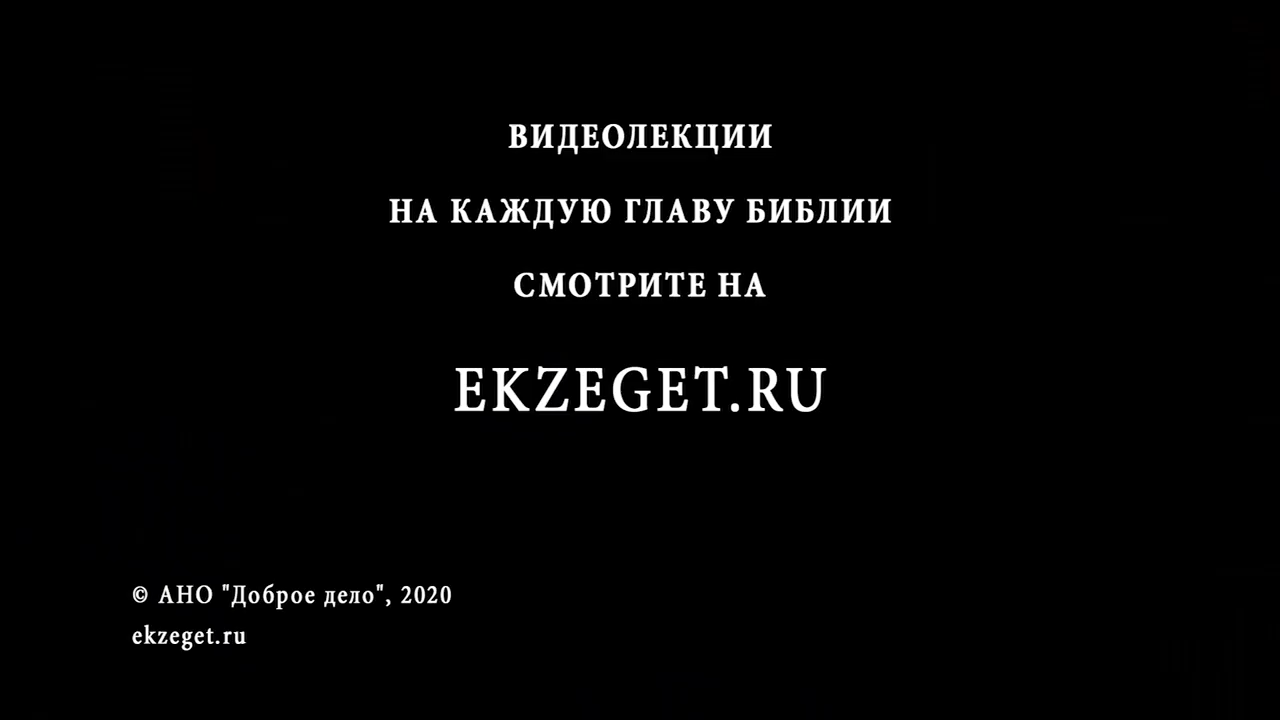 ВИДЕОЛЕКЦИИ
НА КАЖДУЮ ГЛАВУ БИБЛИИ
СМОТРИТЕ НА
EKZEGET.RU
© АНО "Доброе дело", 2020
ekzeget.ru